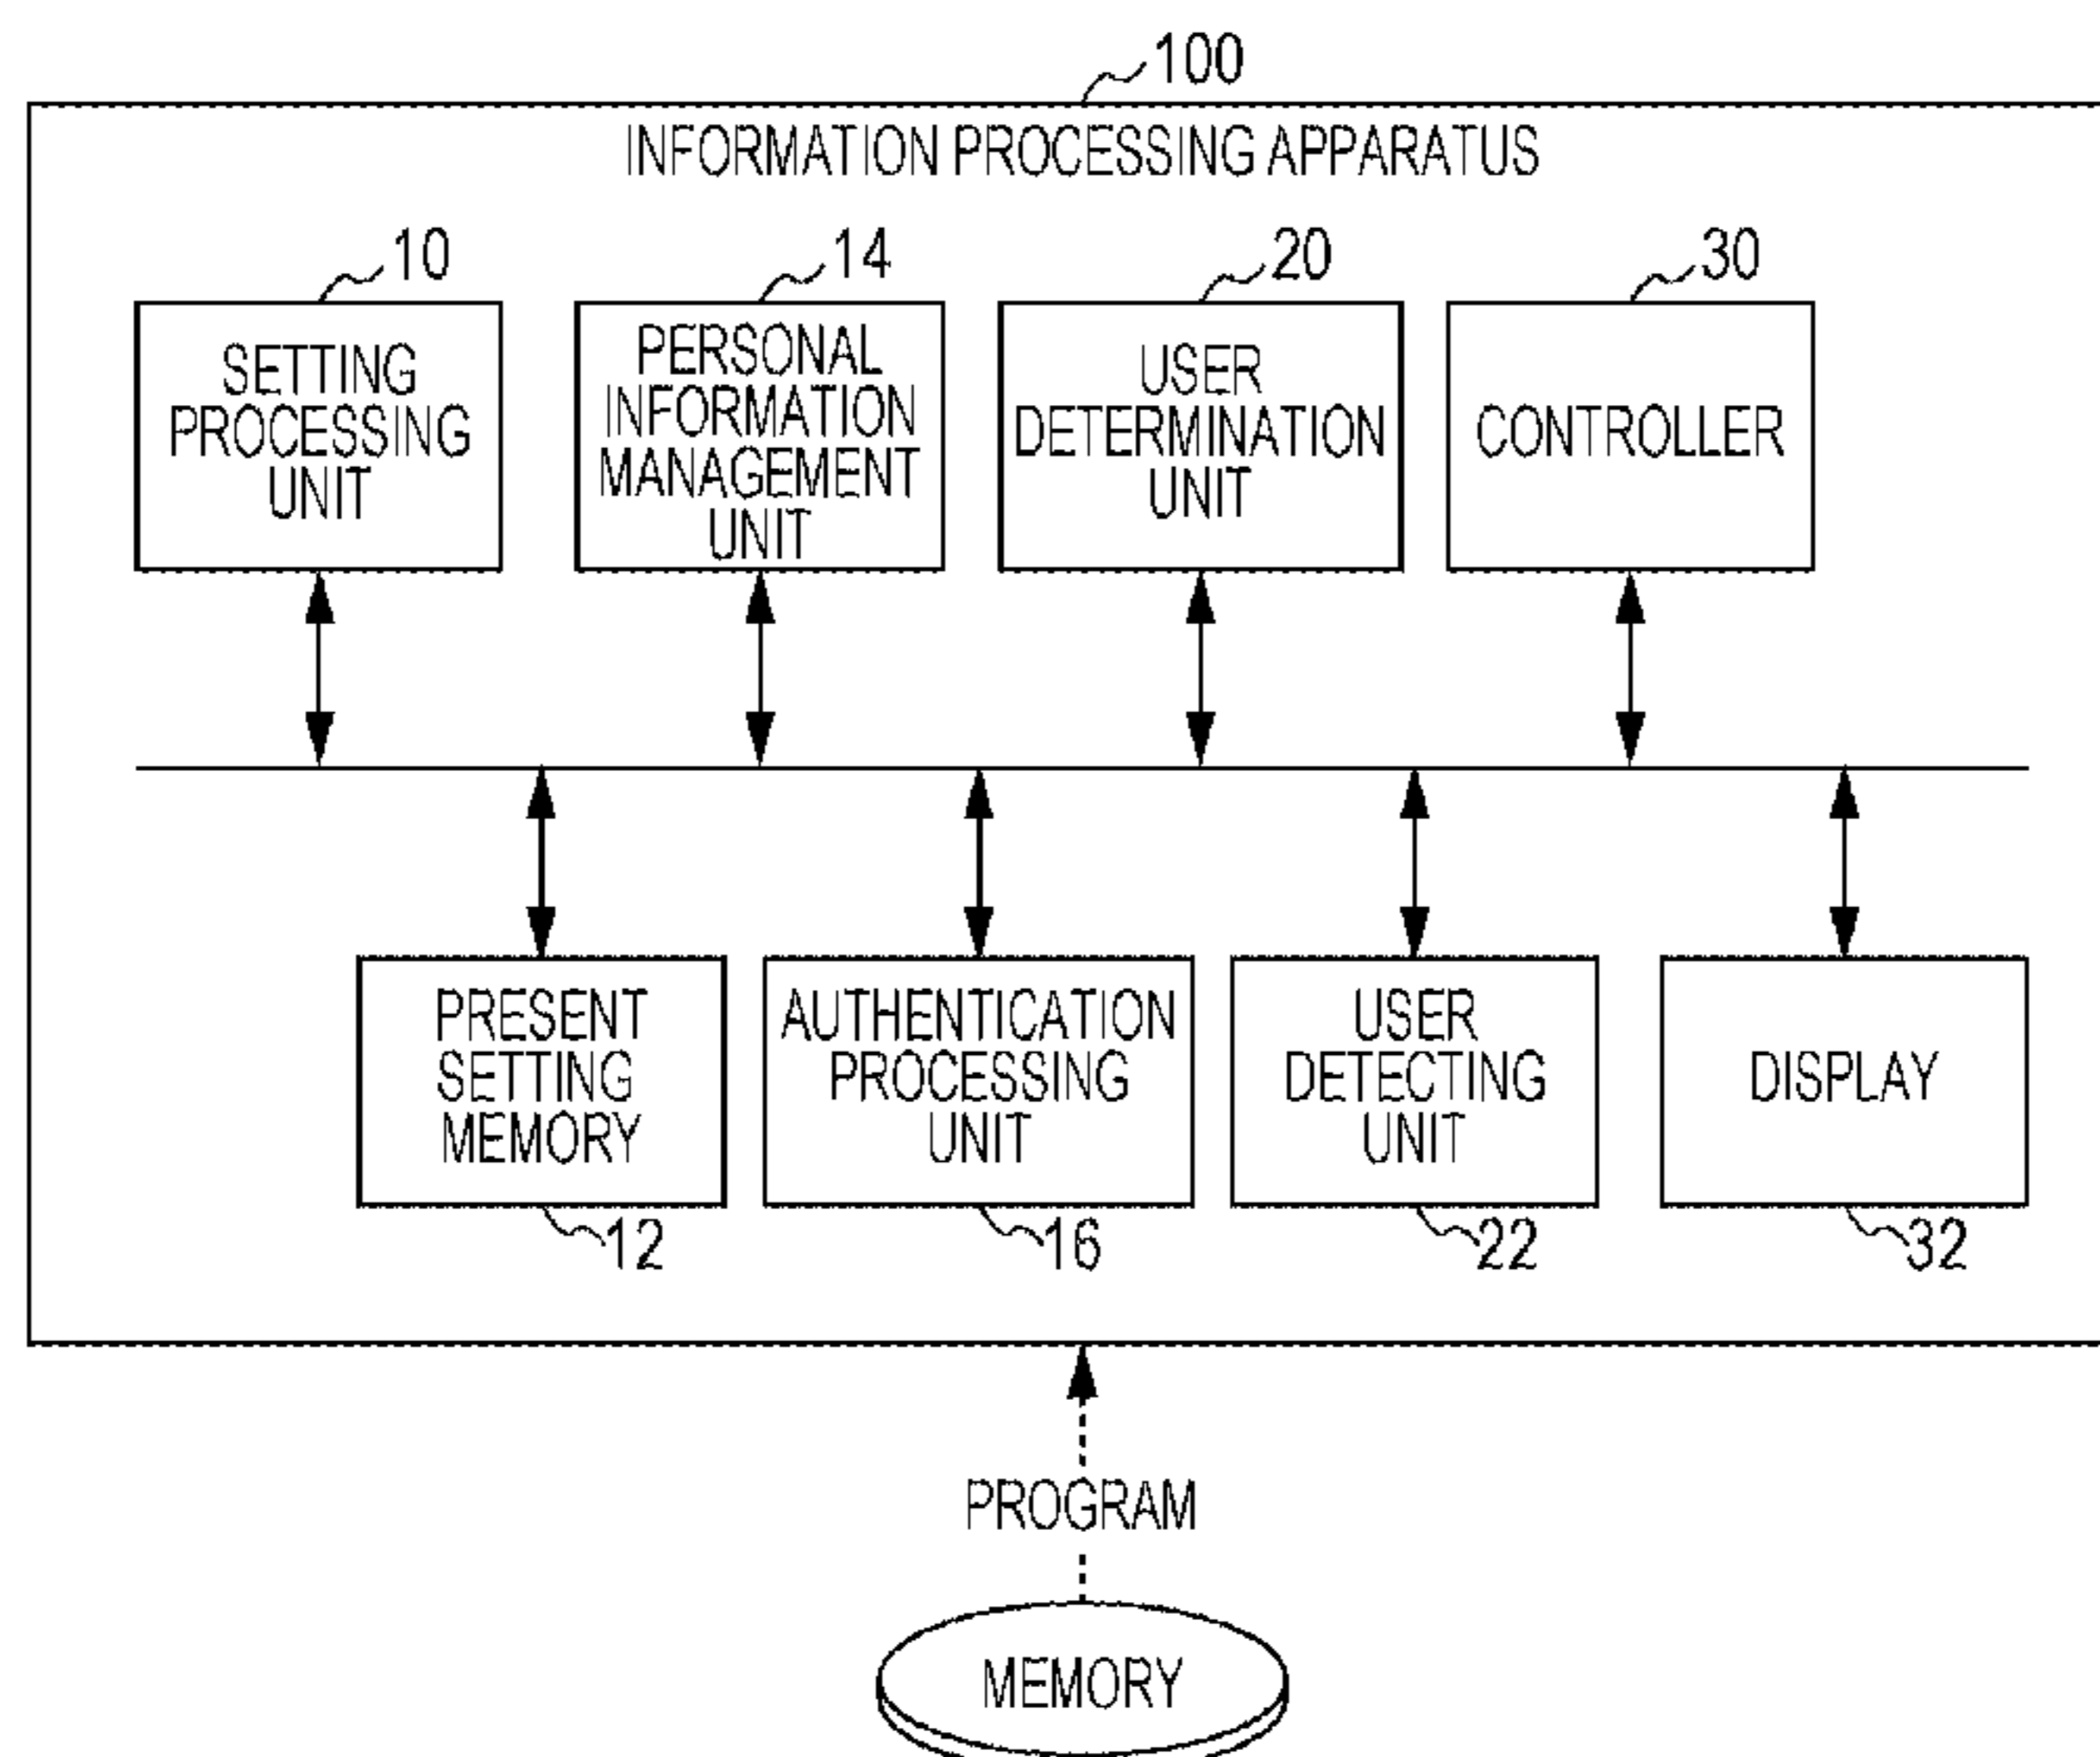 100
INFORMATION PROCESSING APPARATUS
10
14
20
30
SETTING
PROCESSING
UNIT
PERSONAL
INFORMATION
MANAGEMENT
UNIT
USER
DETERMINATION
UNIT
CONTROLLER
PRESENT
SETTING
MEMORY
AUTHENTICATION
PROCESSING
UNIT
USER
DETECTING
UNIT
DISPLAY
12
16
22
32
PROGRAM
MEMORY